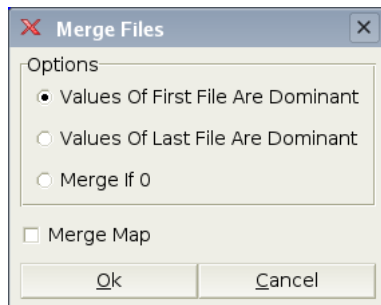 Merge Files
Options
Values Of First File Are Dominant
Values Of Last File Are Dominant
Merge If 0
Merge Map
Ok
Cancel